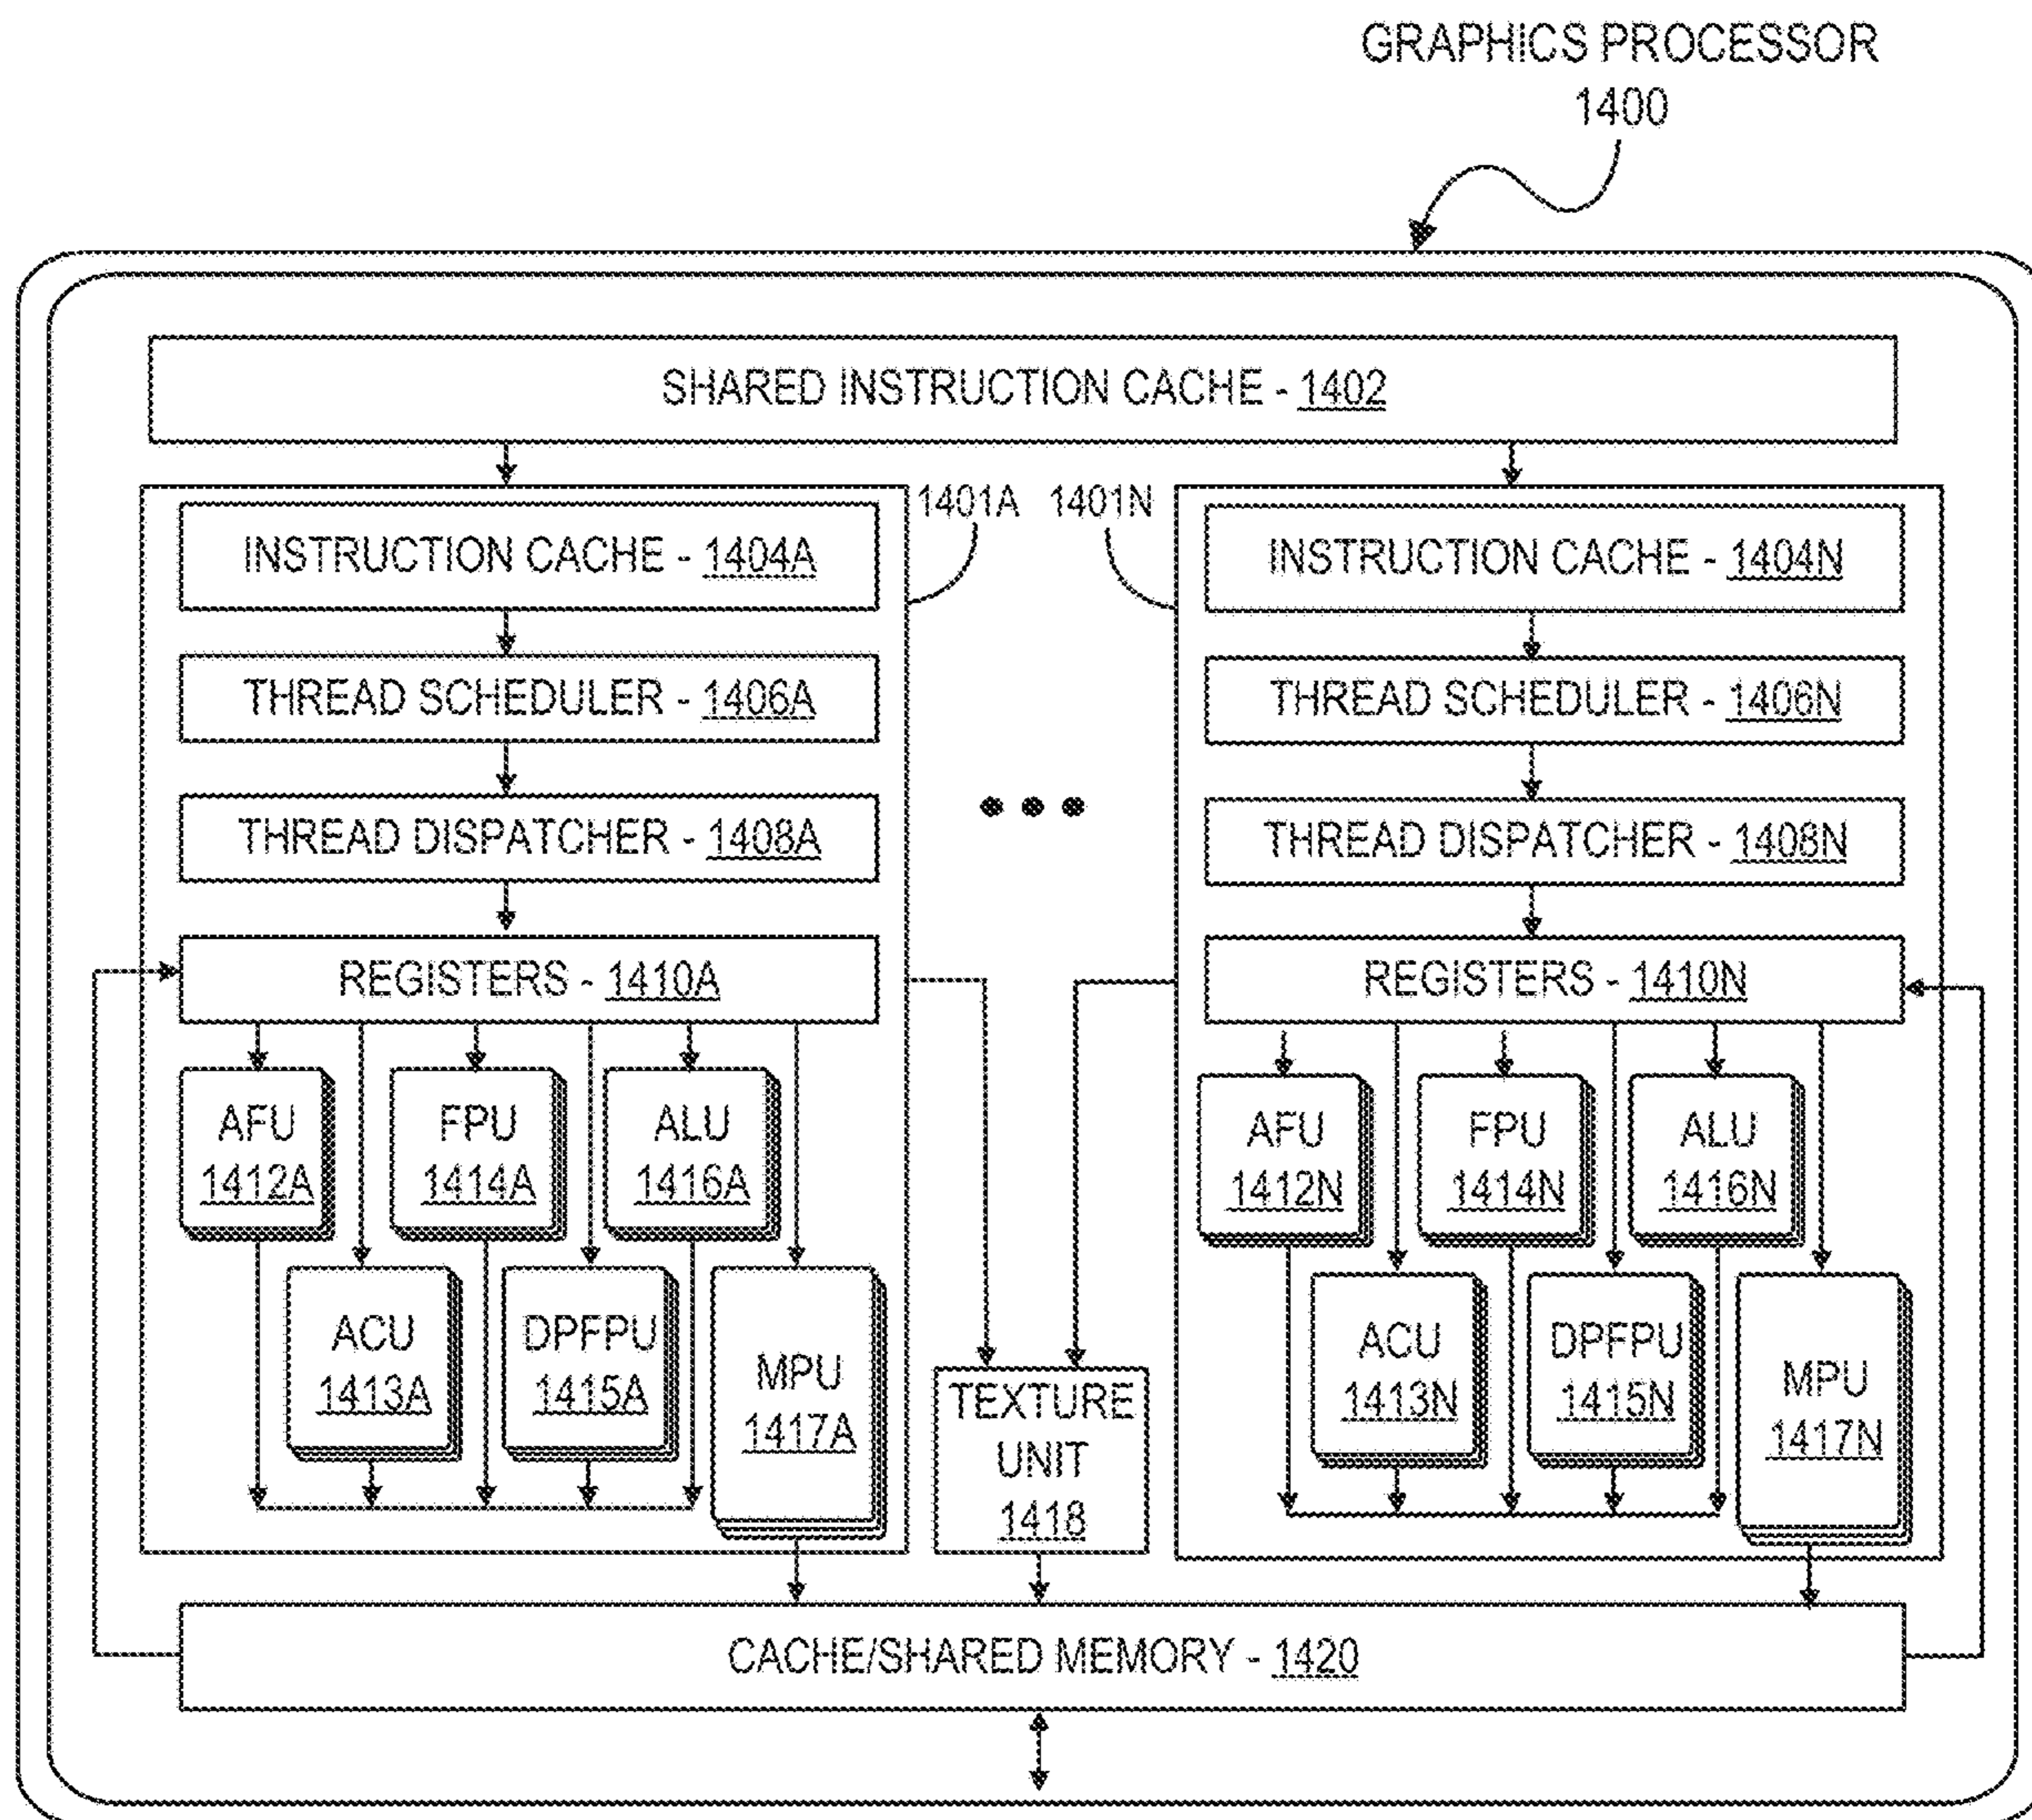 GRAPHICS PROCESSOR
1400
SHARED INSTRUCTION CACHE - 1402
1401A
1401N
INSTRUCTION CACHE - 1404A
THREAD SCHEDULER - 1406A
THREAD DISPATCHER - 1408A
REGISTERS - 1410A
AFU
1412A
FPU
1414A
ALU
1416A
ACU
1413A
DPFPU
1415A
MPU
1417A
TEXTURE
UNIT
1418
INSTRUCTION CACHE - 1404N
THREAD SCHEDULER - 1406N
THREAD DISPATCHER - 1408N
REGISTERS - 1410N
AFU
1412N
FPU
1414N
ALU
1416N
ACU
1413N
DPFPU
1415N
MPU
1417N
CACHE/SHARED MEMORY - 1420